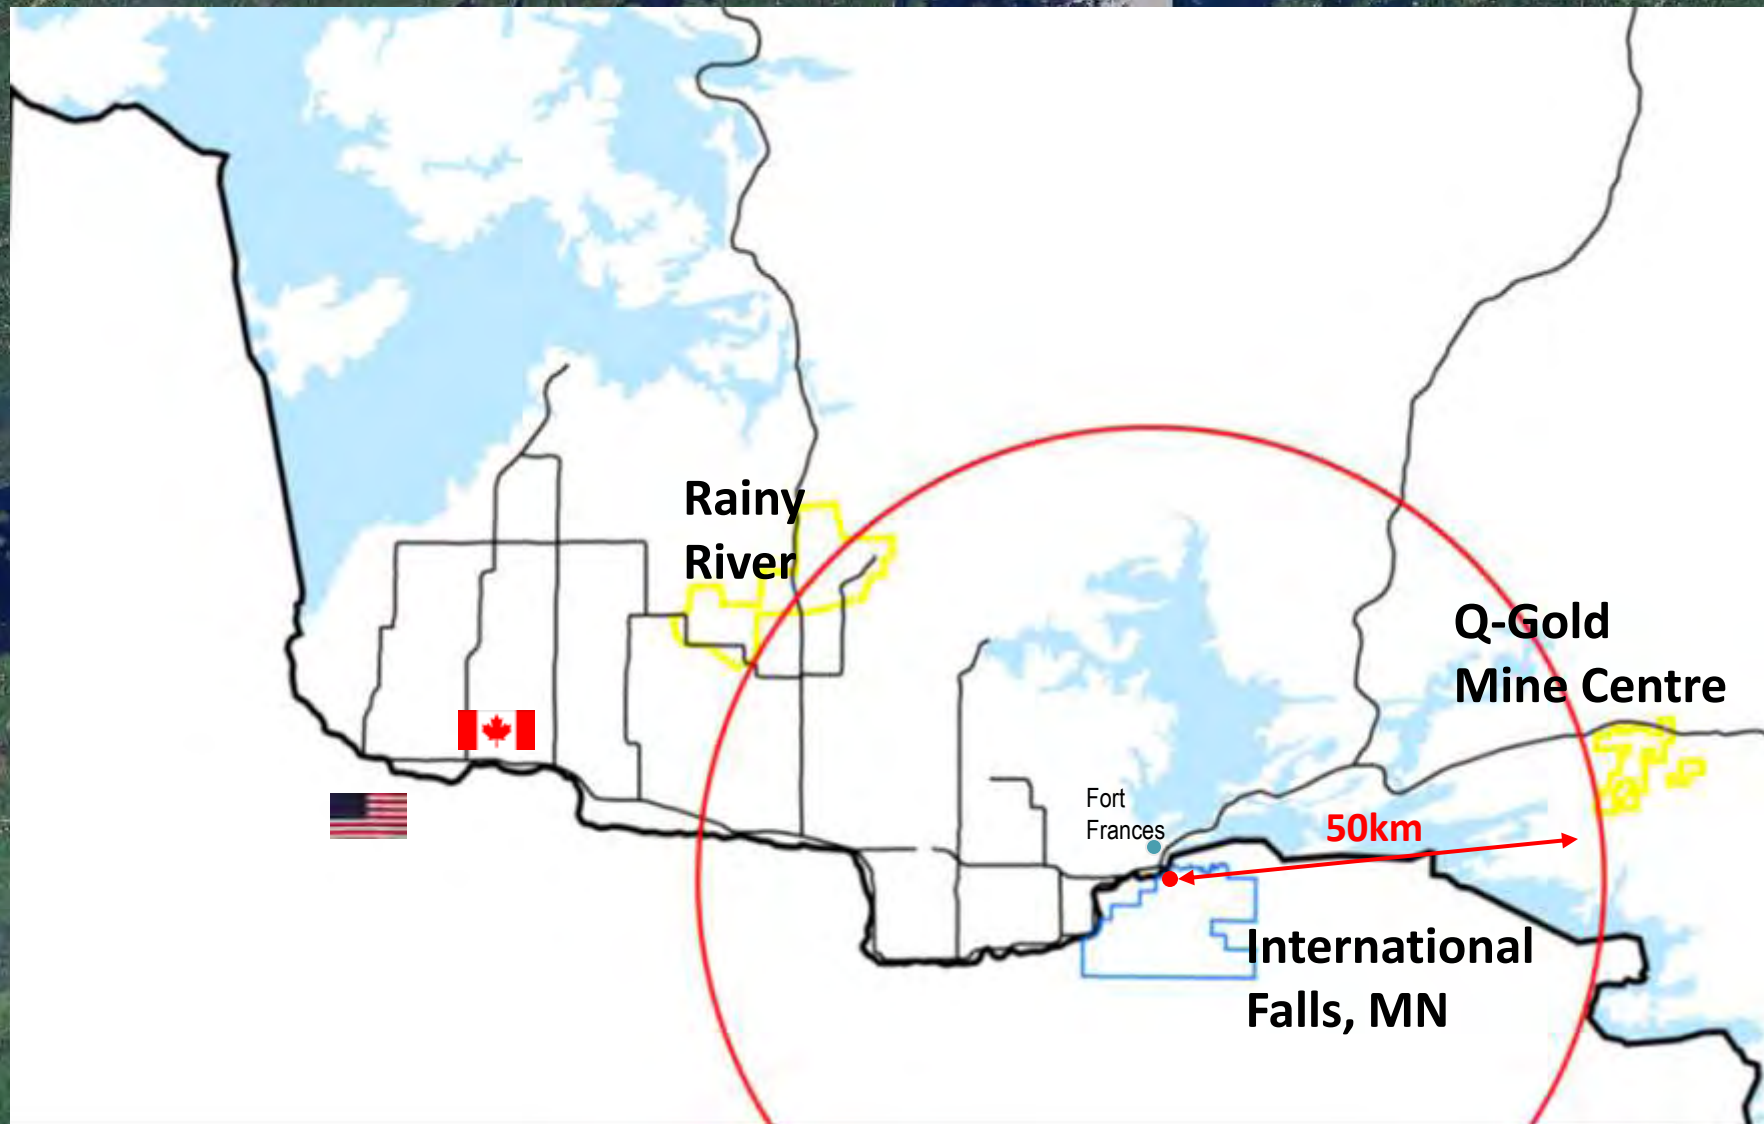 Rainy
River
Q-Gold
Mine Centre
Fort
Frances
50km
International
Falls, MN